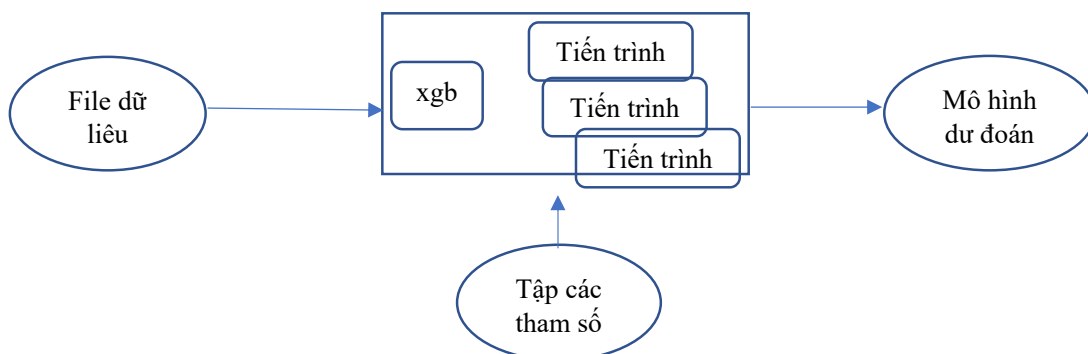 File dữ
liêu
xgb
Tiến trình
Tiến trình
Tiến trình
Mô hình
dư đoán
Tập các
tham số